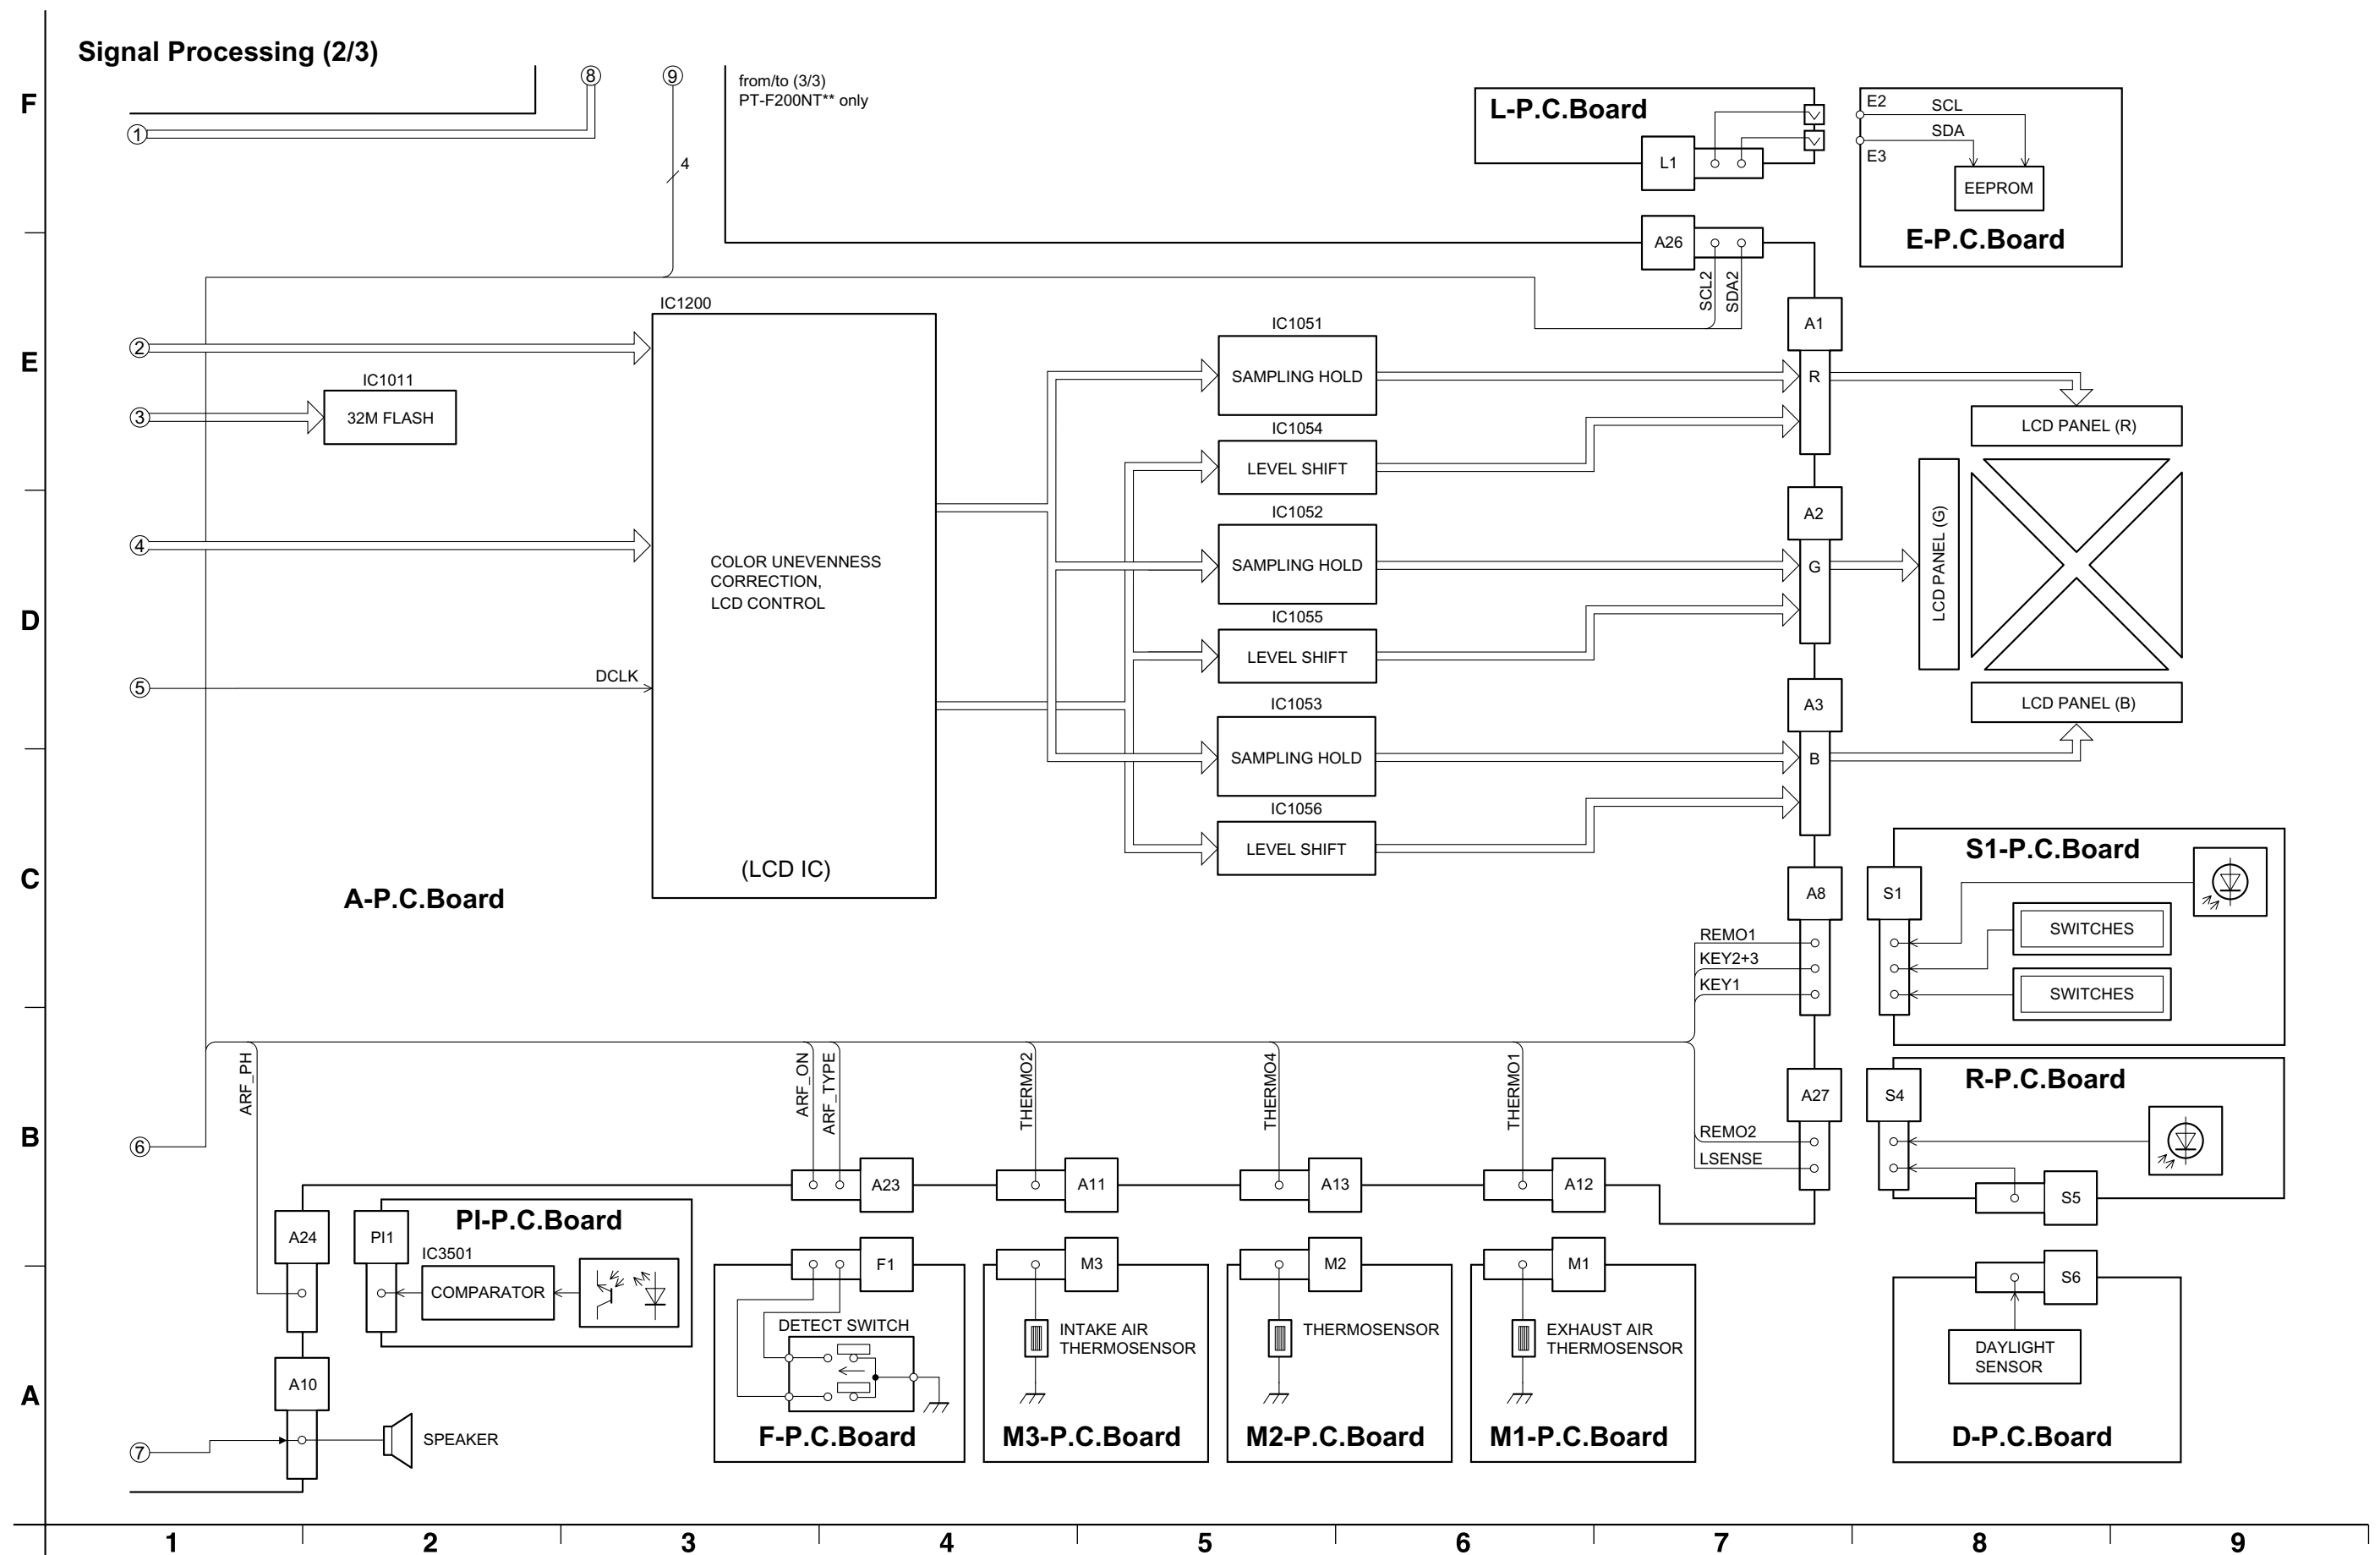 Signal Processing (2/3)
F
8
9
from/to (3/3)
PT-F200NT** only
1
4
L-P.C.Board
L1
E2
SCL
SDA
E3
EEPROM
E-P.C.Board
A26
SCL2
SDA2
IC1200
E
2
IC1011
32M FLASH
3
IC1051
SAMPLING HOLD
A1
R
LCD PANEL (R)
IC1054
LEVEL SHIFT
D
4
COLOR UNEVENNESS
CORRECTION,
LCD CONTROL
IC1052
SAMPLING HOLD
A2
G
LCD PANEL (G)
IC1055
LEVEL SHIFT
5
DCLK
IC1053
SAMPLING HOLD
A3
B
LCD PANEL (B)
IC1056
LEVEL SHIFT
C
(LCD IC)
A-P.C.Board
A8
REMO1
KEY2+3
KEY1
S1
S1-P.C.Board
SWITCHES
SWITCHES
B
6
ARF_PH
ARF_ON
ARF_TYPE
THERMO2
THERMO4
THERMO1
A27
REMO2
LSENSE
S4
R-P.C.Board
S5
A23
A11
A13
A12
A24
PI1
PI-P.C.Board
IC3501
COMPARATOR
F1
M3
M2
M1
S6
A
DETECT SWITCH
INTAKE AIR
THERMOSENSOR
THERMOSENSOR
EXHAUST AIR
THERMOSENSOR
DAYLIGHT
SENSOR
A10
7
SPEAKER
F-P.C.Board
M3-P.C.Board
M2-P.C.Board
M1-P.C.Board
D-P.C.Board
1
2
3
4
5
6
7
8
9